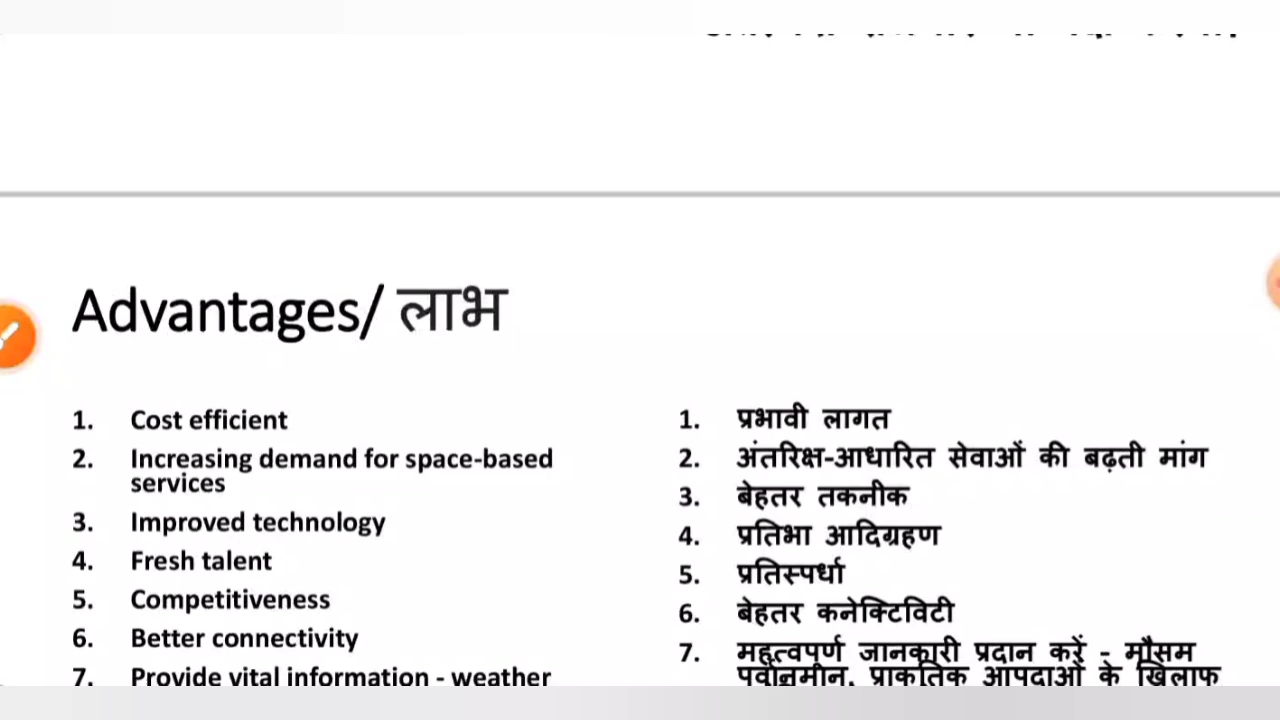 Advantages/ लाभ
1. Cost efficient
2. Increasing demand for space-based
services
3. Improved technology
4. Fresh talent
5. Competitiveness
6. Better connectivity
7. Provide vital information - weather
1. प्रभावी लागत
2. अंतरिक्ष-आधारित सेवाओं की बढ़ती मांग
3. बेहतर तकनीक
4. प्रतिभा आदिग्रहण
5. प्रतिस्पर्धा
6. बेहतर कनेक्टिविटी
7. महत्वपूर्ण जानकारी प्रदान करें - मौसम
पूर्वानुमान, प्राकृतिक आपदाओं के खिलाफ